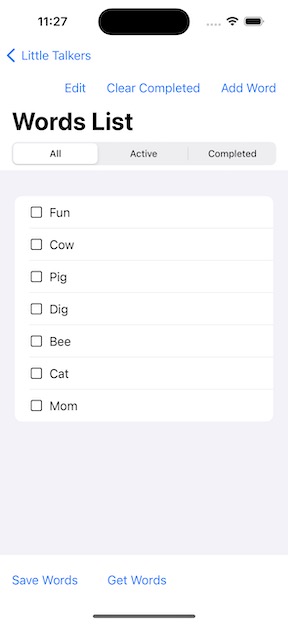 11:27
Little Talkers
Edit Clear Completed Add Word
Words List
All Active Completed
Fun
Cow
Pig
Dig
Bee
Cat
Mom
Save Words Get Words